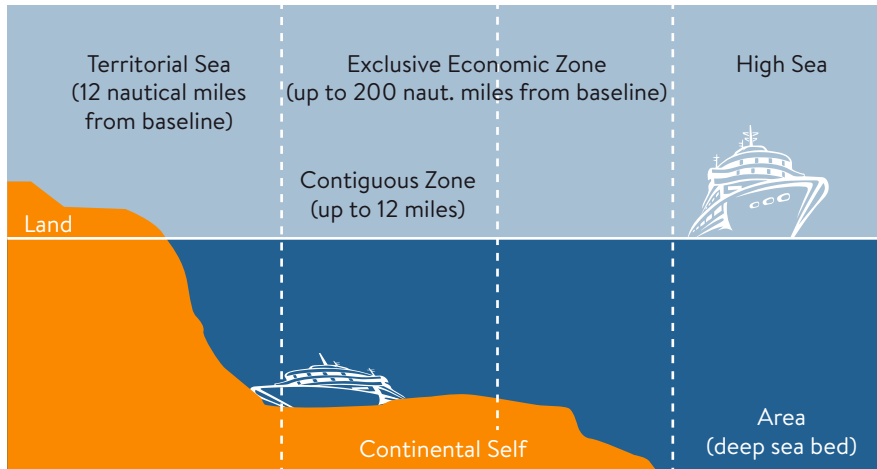 Territorial Sea
(12 nautical miles
from baseline)
Exclusive Economic Zone
(up to 200 naut. miles from baseline)
High Sea
Contiguous Zone
(up to 12 miles)
Land
Continental Self
Area
(deep sea bed)